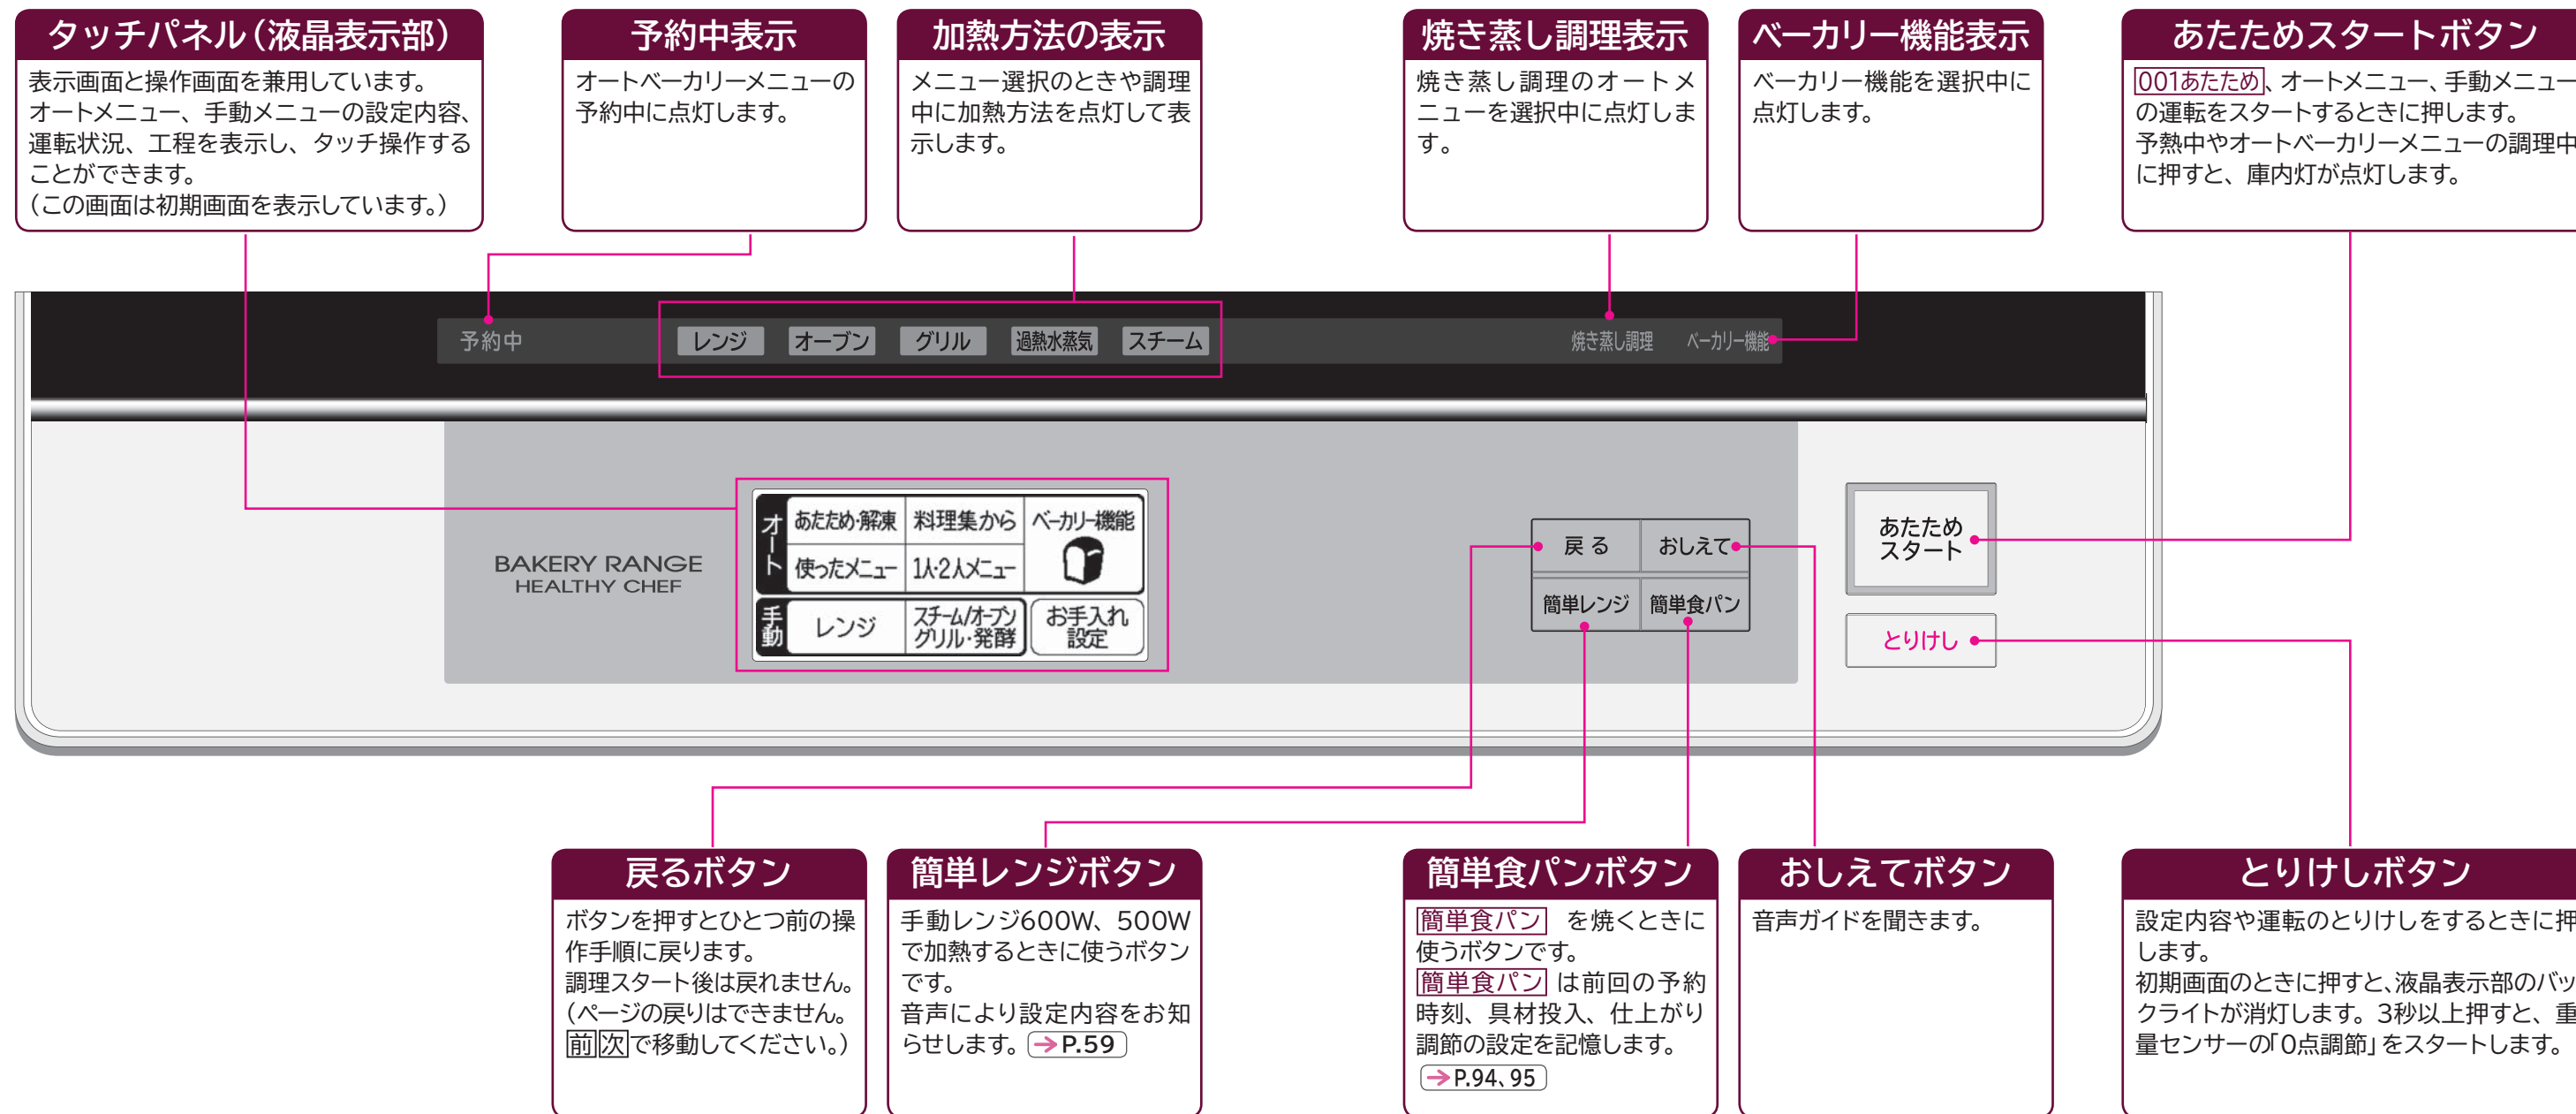 タッチパネル（液晶表示部）
表示画面と操作画面を兼用しています。
オートメニュー、手動メニューの設定内容、
運転状況、工程を表示し、タッチ操作する
ことができます。
（この画面は初期画面を表示しています。）
予約中表示
オートベーカリーメニューの
予約中に点灯します。
加熱方法の表示
メニュー選択のときや調理
中に加熱方法を点灯して表
示します。
焼き蒸し調理表示
焼き蒸し調理のオートメ
ニューを選択中に点灯しま
す。
ベーカリー機能表示
ベーカリー機能を選択中に
点灯します。
あたためスタートボタン
001あたため、オートメニュー、手動メニュー
の運転をスタートするときに押します。
予熱中やオートベーカリーメニューの調理中
に押すと、庫内灯が点灯します。
予約中
レンジ
オーブン
グリル
過熱水蒸気
スチーム
焼き蒸し調理
ベーカリー機能
BAKERY RANGE
HEALTHY CHEF
オート
あたため・解凍
料理集から
ベーカリー機能
使ったメニュー
1人・2人メニュー
手動
レンジ
スチーム/オーブン
グリル・発酵
お手入れ
設定
戻る
おしえて
簡単レンジ
簡単食パン
あたため
スタート
とりけし
戻るボタン
ボタンを押すとひとつ前の操
作手順に戻ります。
調理スタート後は戻れません。
（ページの戻りはできません。
前次で移動してください。）
簡単レンジボタン
手動レンジ600W、500W
で加熱するときに使うボタン
です。
音声により設定内容をお知
らせします。→P.59
簡単食パンボタン
簡単食パン を焼くときに
使うボタンです。
簡単食パン は前回の予約
時刻、具材投入、仕上がり
調節の設定を記憶します。
→P.94、95
おしえてボタン
音声ガイドを聞きます。
とりけしボタン
設定内容や運転のとりけしをするときに押
します。
初期画面のときに押すと、液晶表示部のバッ
クライトが消灯します。3秒以上押すと、重
量センサーの「0点調節」をスタートします。